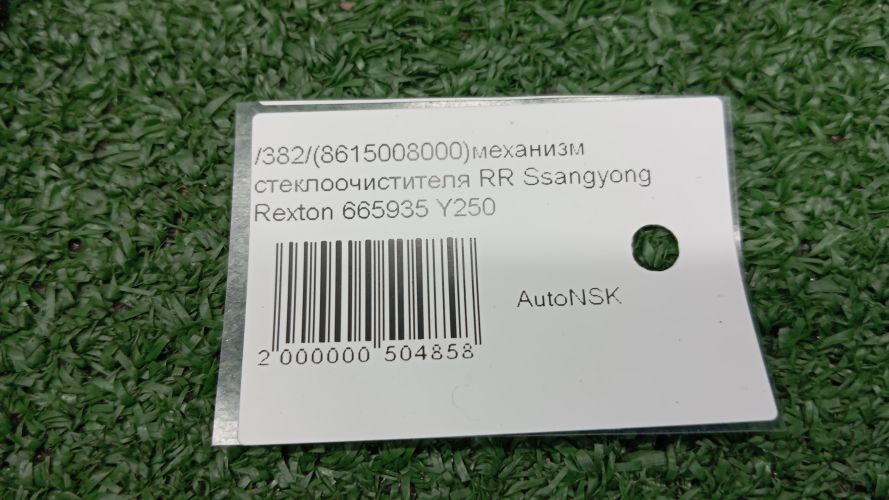 /382/(8615008000)механизм
стеклоочистителя RR Ssangyong
Rexton 665935 Y250
AutoNSK
2 000000 504858